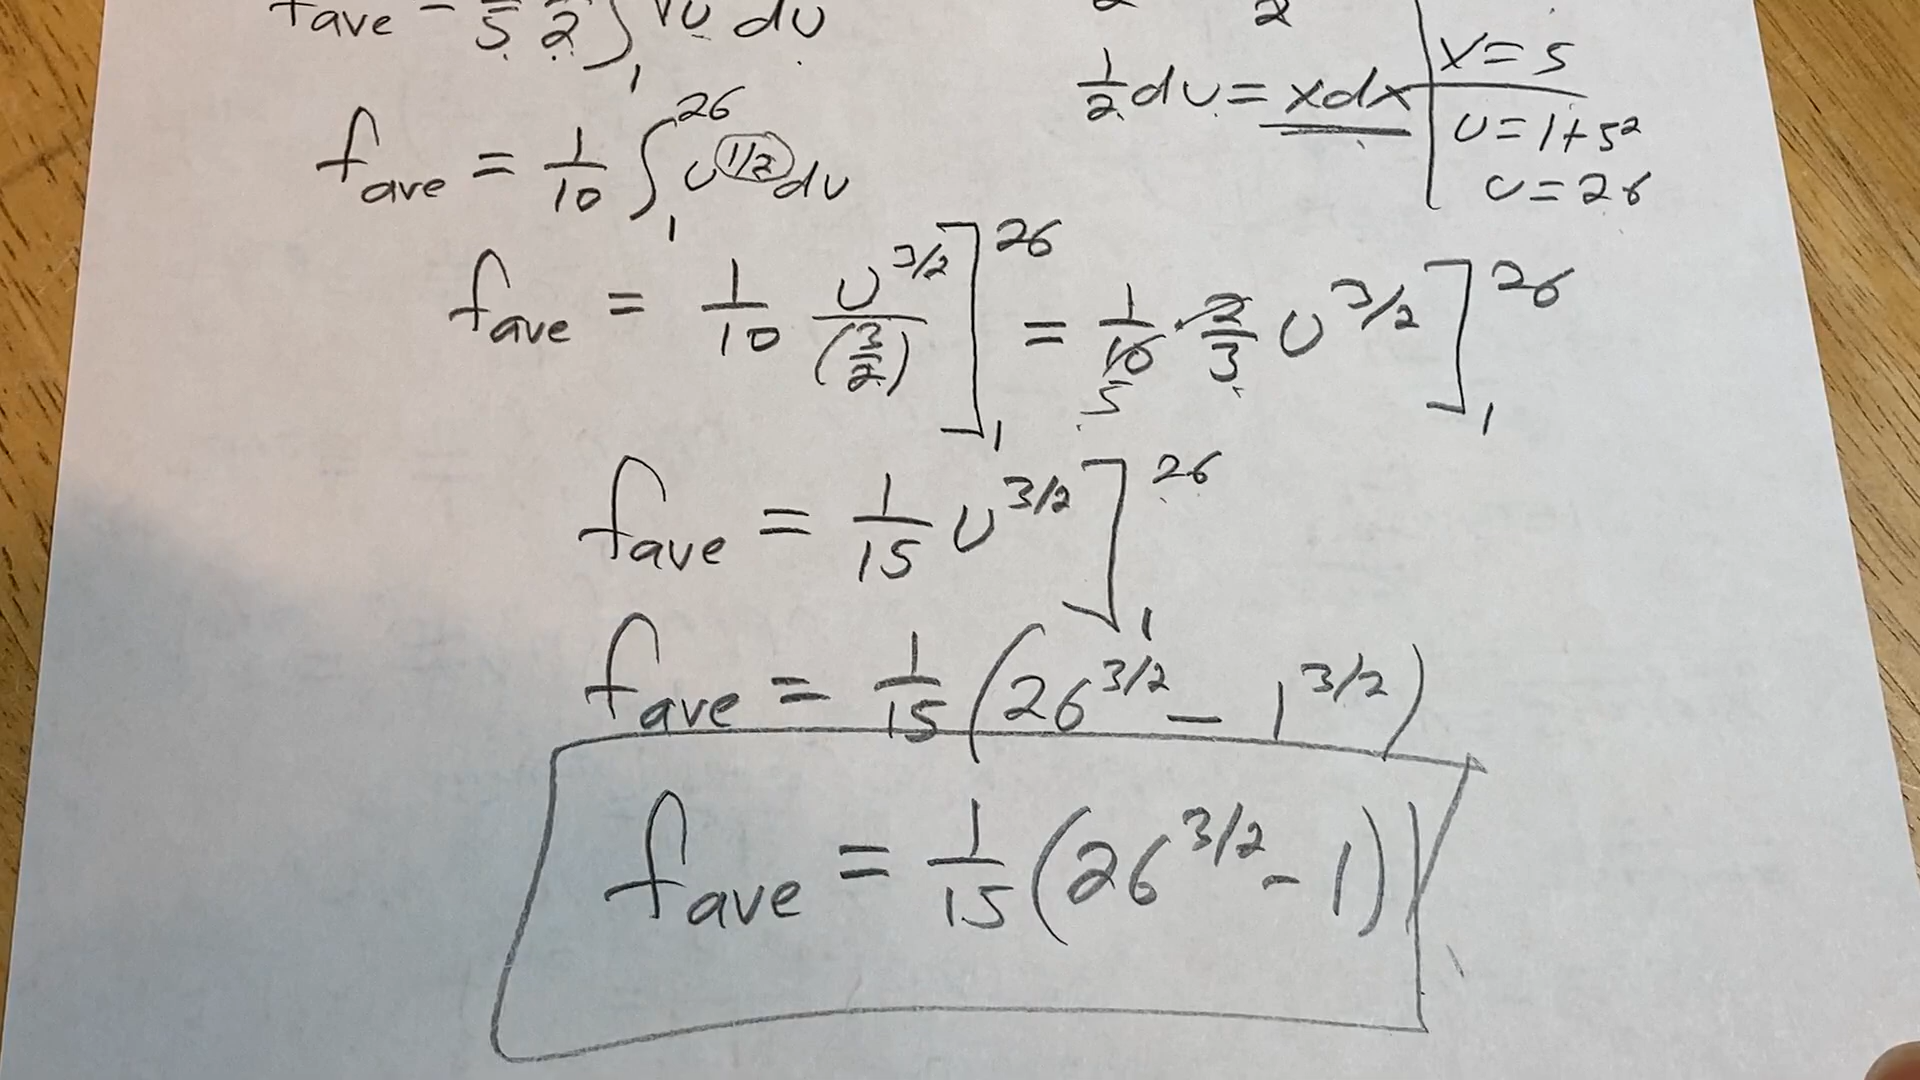 fave = 1/5 · 1/2 ∫₁ √u du
1/2 du = x dx
x = 5
u = 1+5²
u = 26
fave = 1/10 ∫₁²⁶ u^(1/2) du
fave = 1/10 u^(3/2)/(3/2) ]₁²⁶ = 1/10 · 2/3 u^(3/2) ]₁²⁶
5
fave = 1/15 u^(3/2) ]₁²⁶
fave = 1/15 (26^(3/2) − 1^(3/2))
fave = 1/15 (26^(3/2) − 1)